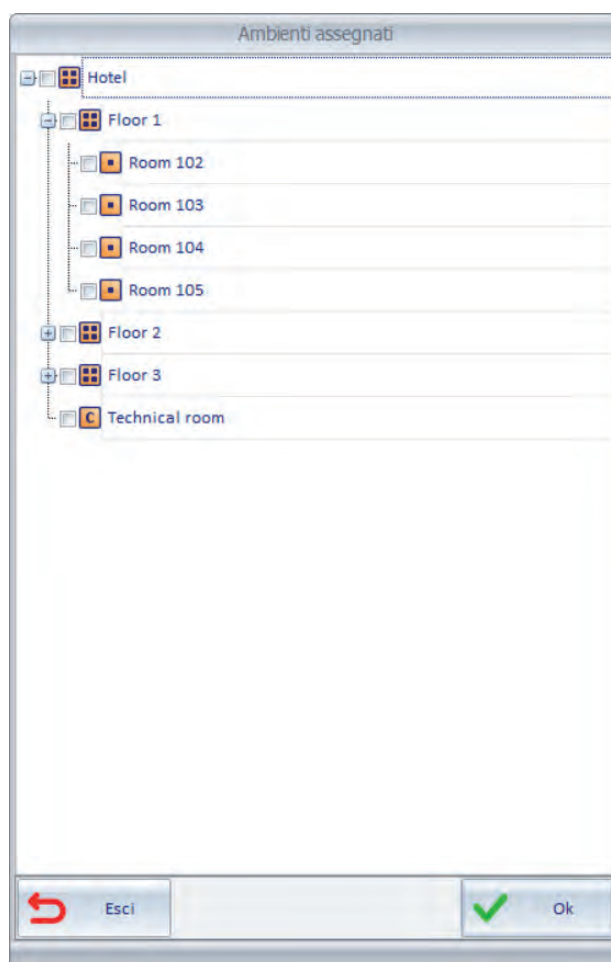 Ambienti assegnati
Hotel
Floor 1
Room 102
Room 103
Room 104
Room 105
Floor 2
Floor 3
C Technical room
Esci Ok